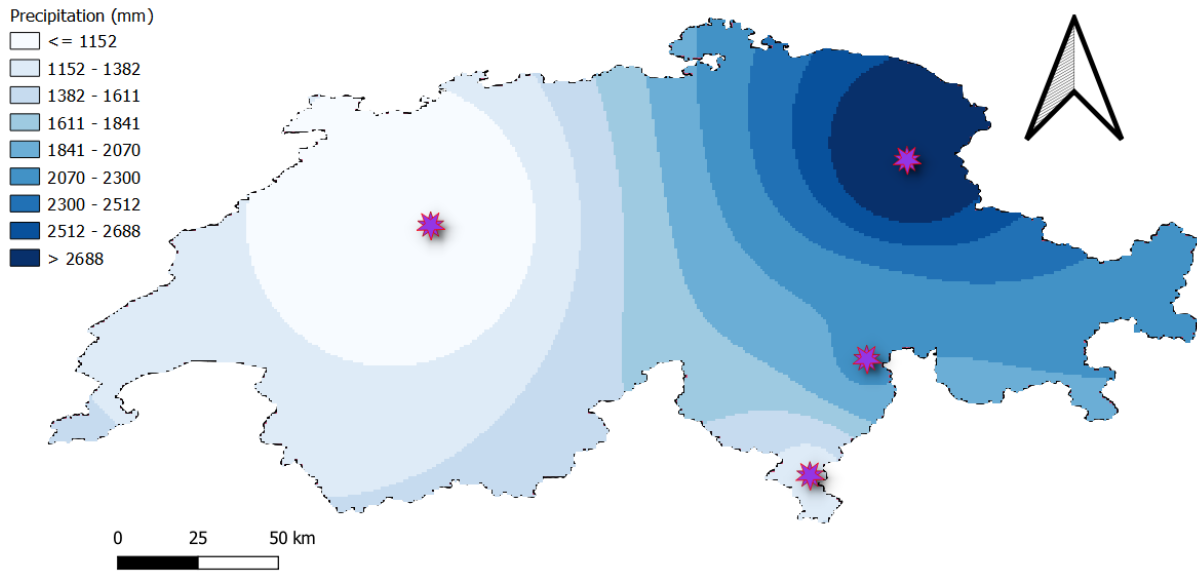 Precipitation (mm)
<= 1152
1152 - 1382
1382 - 1611
1611 - 1841
1841 - 2070
2070 - 2300
2300 - 2512
2512 - 2688
> 2688
0 25 50 km